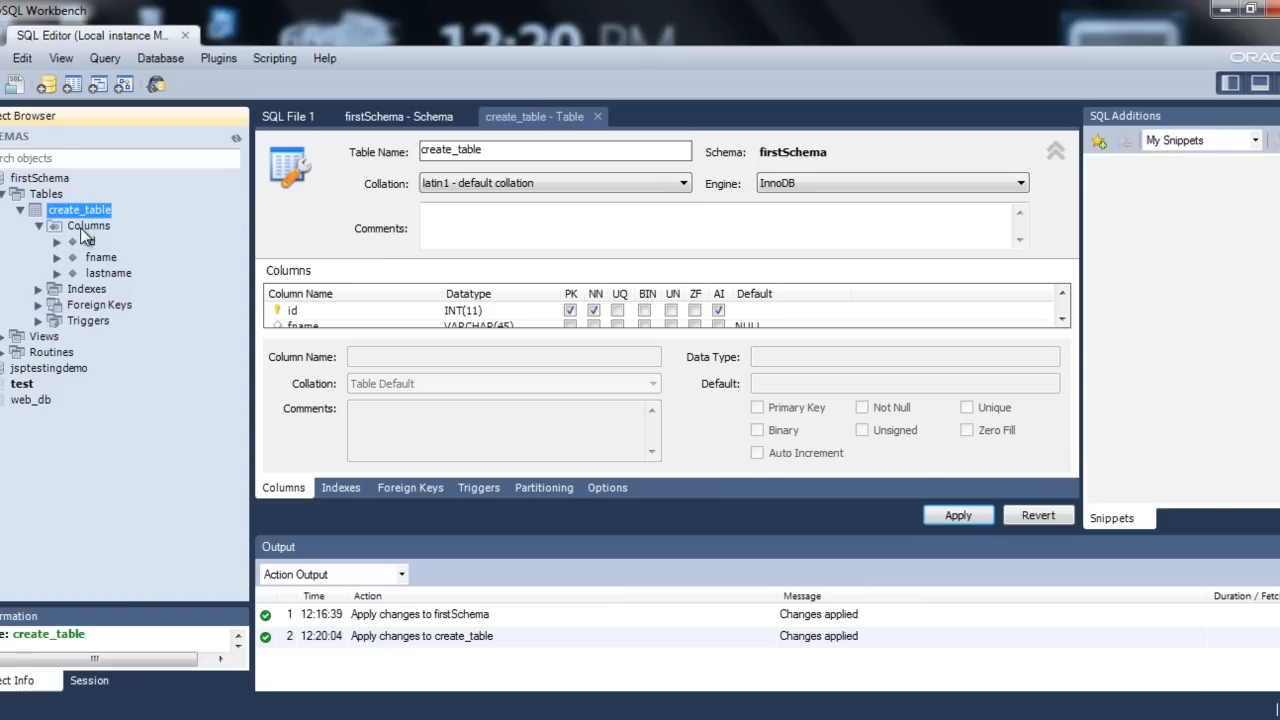 ySQL Workbench
12:20 PM
SQL Editor (Local instance M...
Edit View Query Database Plugins Scripting Help
ORAC
ect Browser
EMAS
rch objects
firstSchema
Tables
create_table
Columns
id
fname
lastname
Indexes
Foreign Keys
Triggers
Views
Routines
jsptestingdemo
test
web_db
SQL File 1 firstSchema - Schema create_table - Table
Table Name: create_table Schema: firstSchema
Collation: latin1 - default collation Engine: InnoDB
Comments:
Columns
Column Name Datatype PK NN UQ BIN UN ZF AI Default
id INT(11)
fname VARCHAR(45) NULL
Column Name: Data Type:
Collation: Table Default Default:
Comments: Primary Key Not Null Unique
Binary Unsigned Zero Fill
Auto Increment
Columns Indexes Foreign Keys Triggers Partitioning Options
Apply Revert
SQL Additions
My Snippets
Snippets
Output
Action Output
Time Action Message Duration / Fetc
1 12:16:39 Apply changes to firstSchema Changes applied
2 12:20:04 Apply changes to create_table Changes applied
ormation
e: create_table
ect Info Session